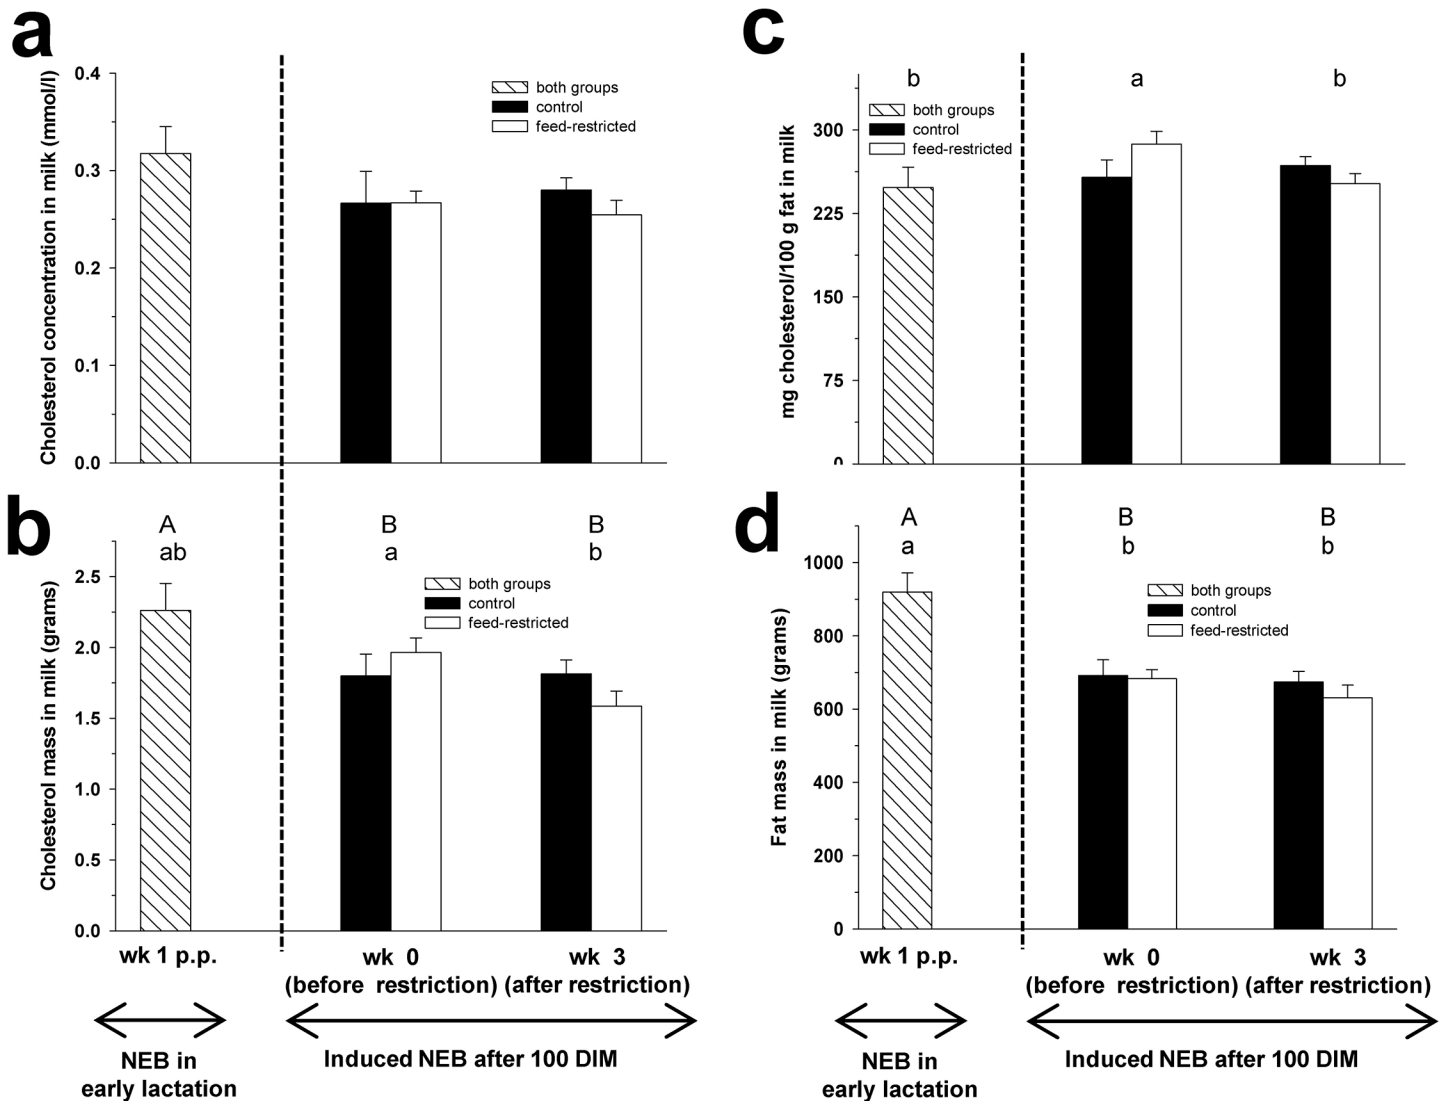 a
Cholesterol concentration in milk (mmol/l)
0.4
0.3
0.2
0.1
0.0
both groups
control
feed-restricted
c
mg cholesterol/100 g fat in milk
300
225
150
75
0
b
a
b
both groups
control
feed-restricted
b
Cholesterol mass in milk (grams)
2.5
2.0
1.5
1.0
0.5
0.0
A
ab
B
a
B
b
both groups
control
feed-restricted
wk 1 p.p.
wk 0
(before restriction)
wk 3
(after restriction)
NEB in
early lactation
Induced NEB after 100 DIM
d
Fat mass in milk (grams)
1000
800
600
400
200
0
A
a
B
b
B
b
both groups
control
feed-restricted
wk 1 p.p.
wk 0
(before restriction)
wk 3
(after restriction)
NEB in
early lactation
Induced NEB after 100 DIM